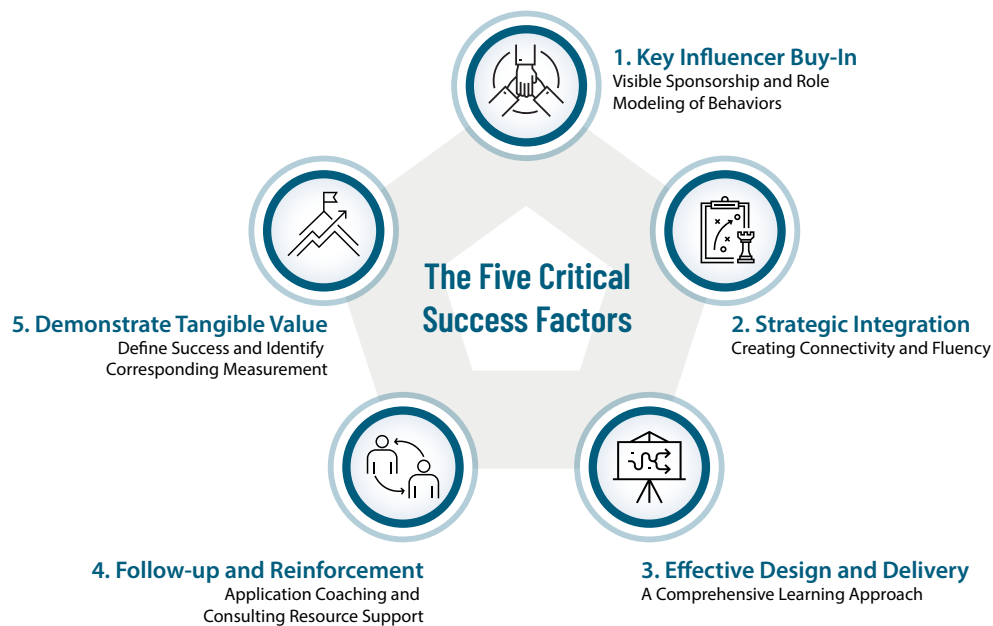 1. Key Influencer Buy-In
Visible Sponsorship and Role
Modeling of Behaviors
The Five Critical
Success Factors
2. Strategic Integration
Creating Connectivity and Fluency
3. Effective Design and Delivery
A Comprehensive Learning Approach
4. Follow-up and Reinforcement
Application Coaching and
Consulting Resource Support
5. Demonstrate Tangible Value
Define Success and Identify
Corresponding Measurement